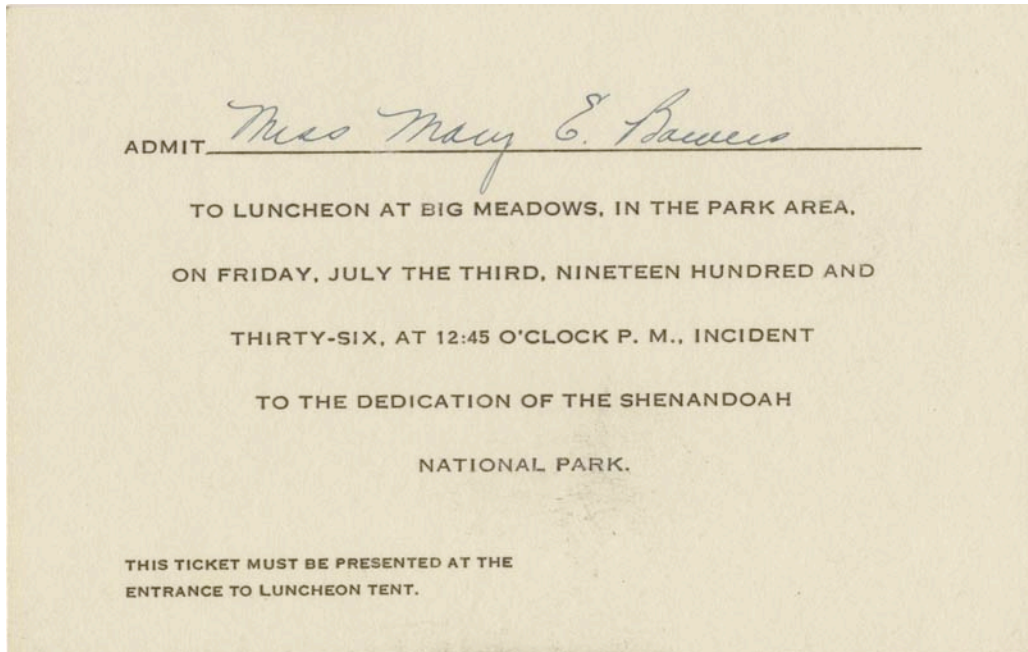 ADMIT Miss Mary E. Bowers
TO LUNCHEON AT BIG MEADOWS, IN THE PARK AREA,
ON FRIDAY, JULY THE THIRD, NINETEEN HUNDRED AND
THIRTY-SIX, AT 12:45 O'CLOCK P. M., INCIDENT
TO THE DEDICATION OF THE SHENANDOAH
NATIONAL PARK.
THIS TICKET MUST BE PRESENTED AT THE
ENTRANCE TO LUNCHEON TENT.